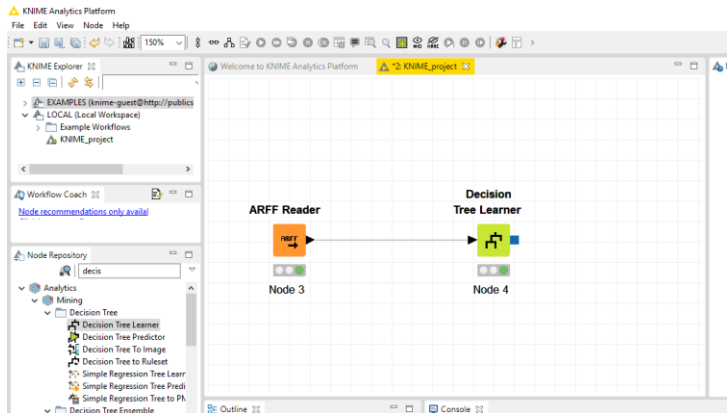 KNIME Analytics Platform
File Edit View Node Help
150%
KNIME Explorer
EXAMPLES (knime-guest@http://publics
LOCAL (Local Workspace)
Example Workflows
KNIME_project
Workflow Coach
Node recommendations only availal
Node Repository
decis
Analytics
Mining
Decision Tree
Decision Tree Learner
Decision Tree Predictor
Decision Tree To Image
Decision Tree to Ruleset
Simple Regression Tree Learr
Simple Regression Tree Predi
Simple Regression Tree to PM
Decision Tree Ensemble
Welcome to KNIME Analytics Platform
*2: KNIME_project
ARFF Reader
ARFF
Node 3
Decision
Tree Learner
Node 4
Outline
Console